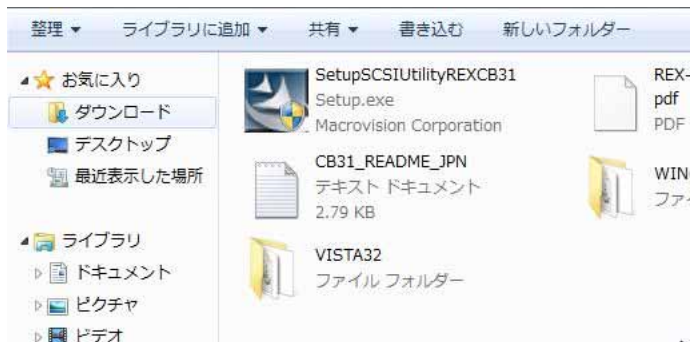 整理 ライブラリに追加 共有 書き込む 新しいフォルダー
お気に入り
ダウンロード
デスクトップ
最近表示した場所
ライブラリ
ドキュメント
ピクチャ
ビデオ
SetupSCSIUtilityREXCB31
Setup.exe
Macrovision Corporation
CB31_README_JPN
テキスト ドキュメント
2.79 KB
VISTA32
ファイル フォルダー
REX-
pdf
PDF